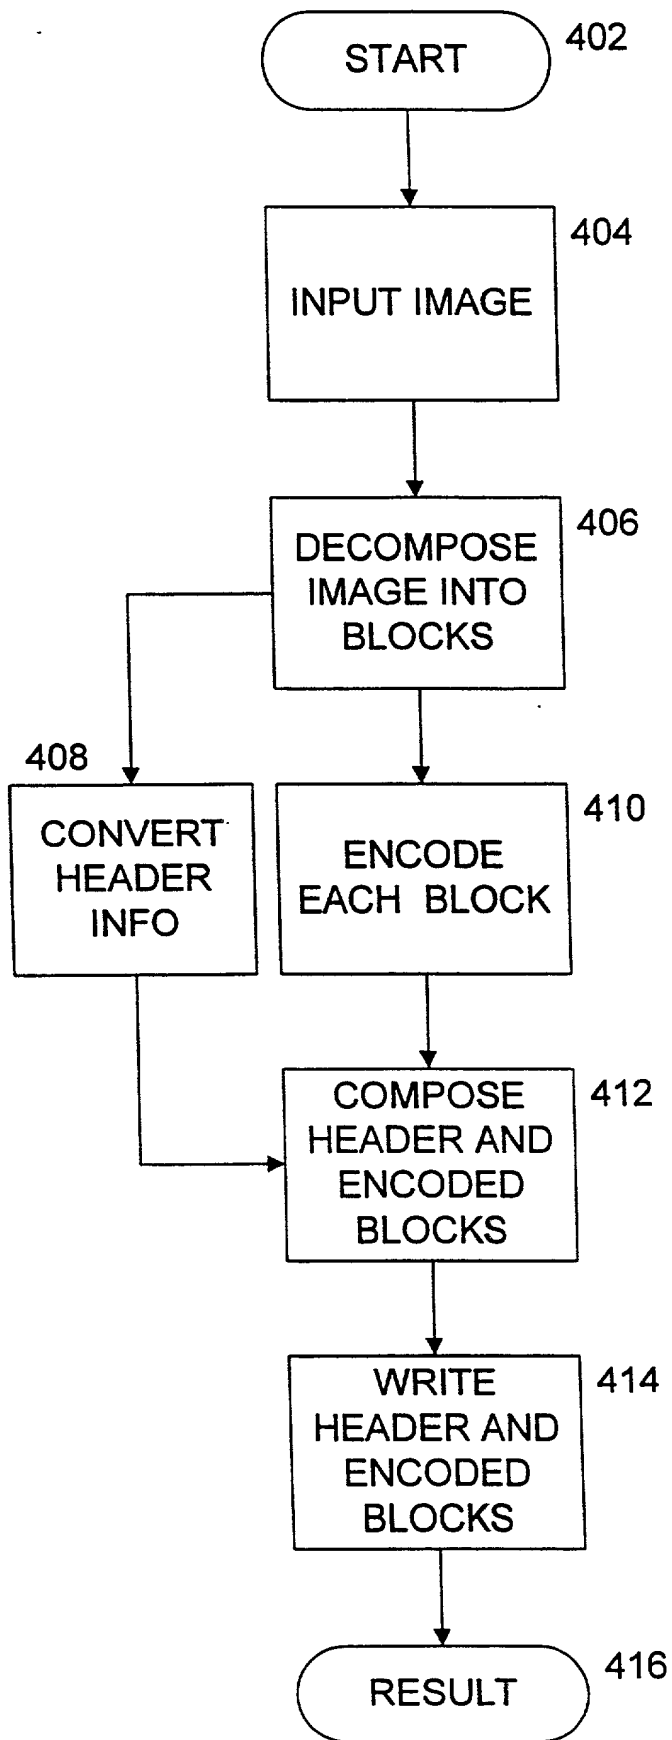 START
402
INPUT IMAGE
404
DECOMPOSE
IMAGE INTO
BLOCKS
406
408
CONVERT
HEADER
INFO
410
ENCODE
EACH BLOCK
COMPOSE
HEADER AND
ENCODED
BLOCKS
412
WRITE
HEADER AND
ENCODED
BLOCKS
414
RESULT
416